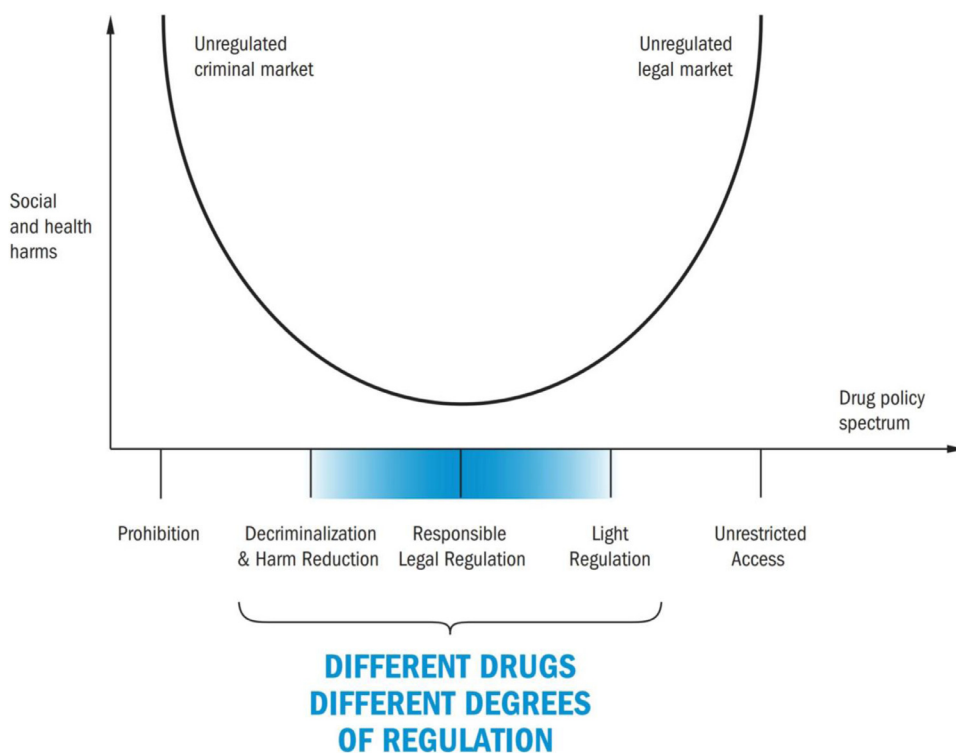 Unregulated
criminal market
Unregulated
legal market
Social
and health
harms
Drug policy
spectrum
Prohibition
Decriminalization
& Harm Reduction
Responsible
Legal Regulation
Light
Regulation
Unrestricted
Access
DIFFERENT DRUGS
DIFFERENT DEGREES
OF REGULATION